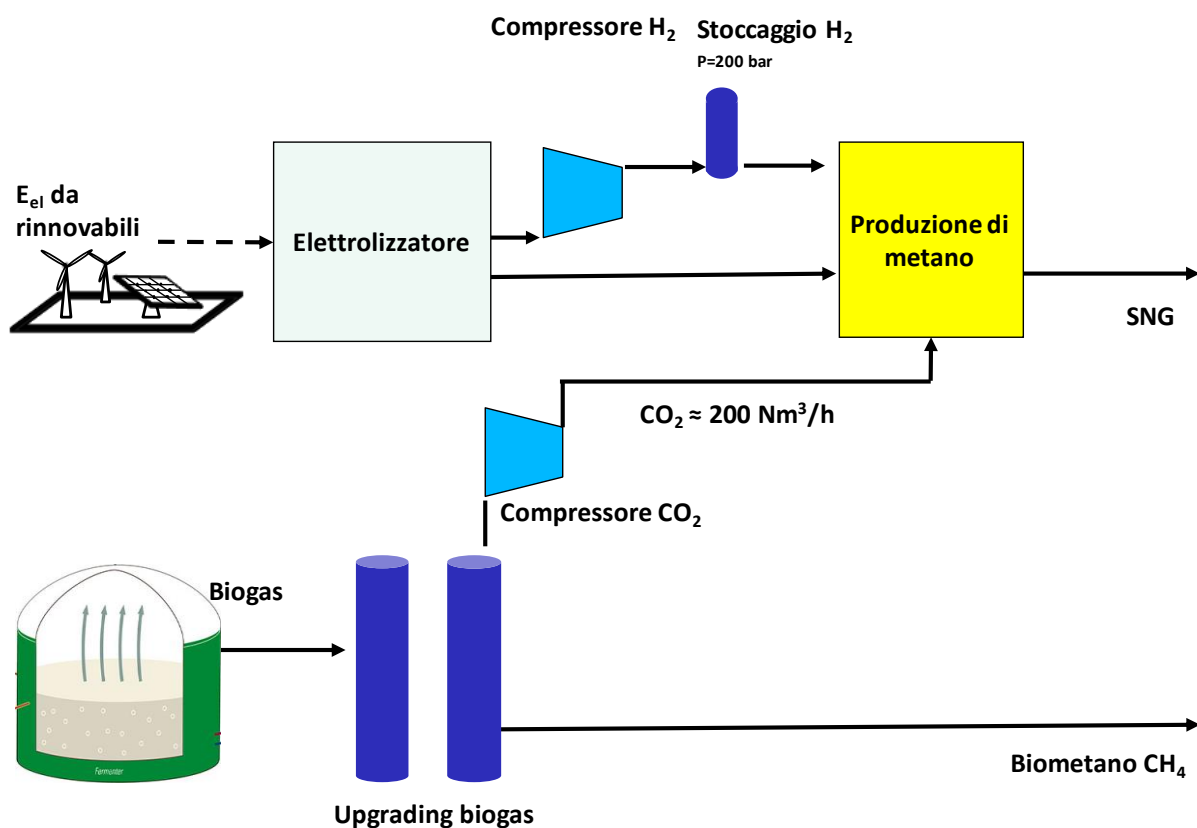 Compressore H₂
Stoccaggio H₂
P=200 bar
Eₑₗ da
rinnovabili
Elettrolizzatore
Produzione di
metano
SNG
CO₂ ≈ 200 Nm³/h
Compressore CO₂
Biogas
Fermenter
Biometano CH₄
Upgrading biogas